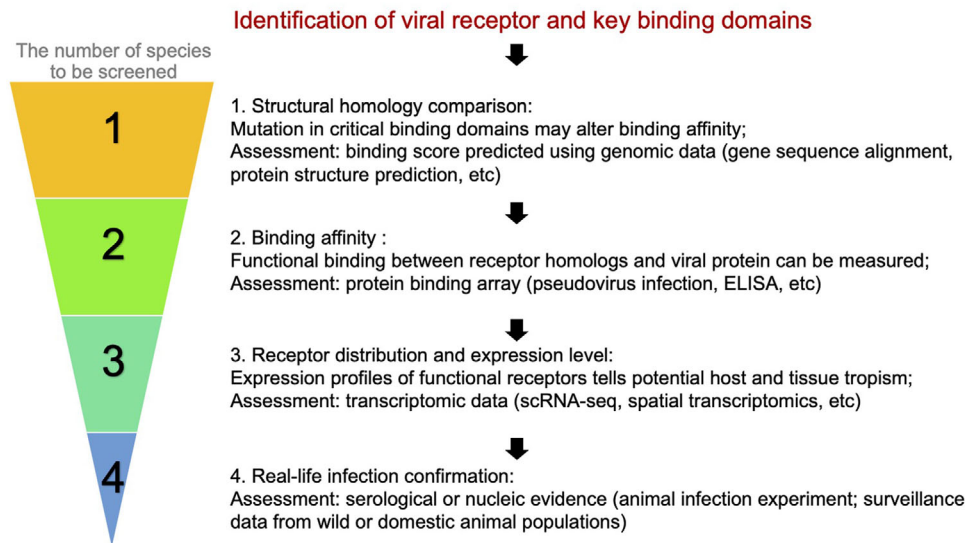 Identification of viral receptor and key binding domains
The number of species
to be screened
1
1. Structural homology comparison:
Mutation in critical binding domains may alter binding affinity;
Assessment: binding score predicted using genomic data (gene sequence alignment,
protein structure prediction, etc)
2
2. Binding affinity :
Functional binding between receptor homologs and viral protein can be measured;
Assessment: protein binding array (pseudovirus infection, ELISA, etc)
3
3. Receptor distribution and expression level:
Expression profiles of functional receptors tells potential host and tissue tropism;
Assessment: transcriptomic data (scRNA-seq, spatial transcriptomics, etc)
4
4. Real-life infection confirmation:
Assessment: serological or nucleic evidence (animal infection experiment; surveillance
data from wild or domestic animal populations)